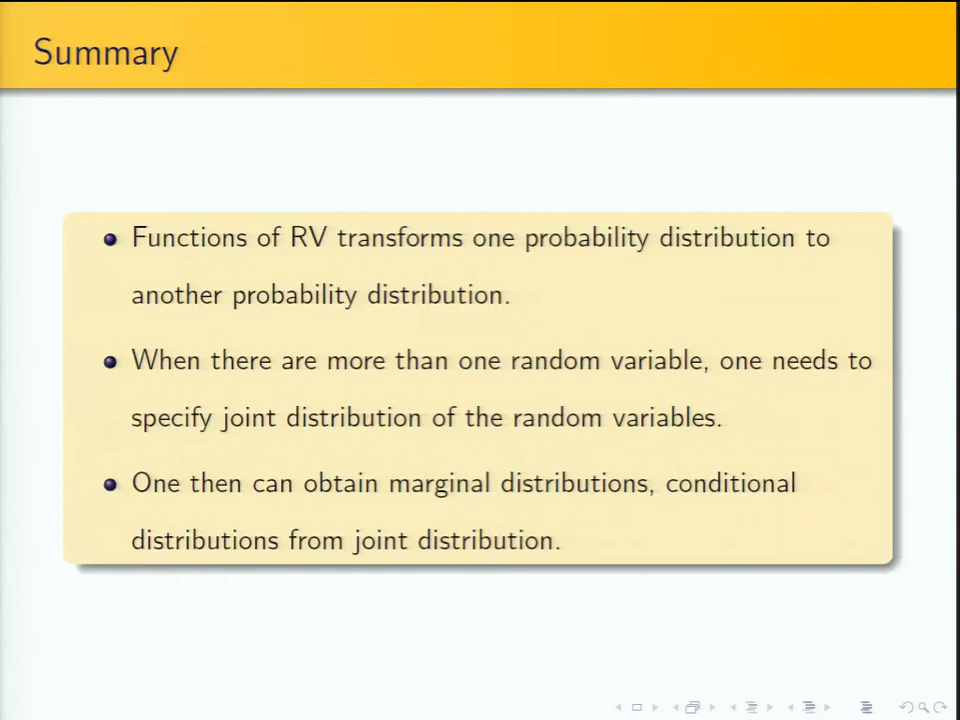 Summary
Functions of RV transforms one probability distribution to
another probability distribution.
When there are more than one random variable, one needs to
specify joint distribution of the random variables.
One then can obtain marginal distributions, conditional
distributions from joint distribution.